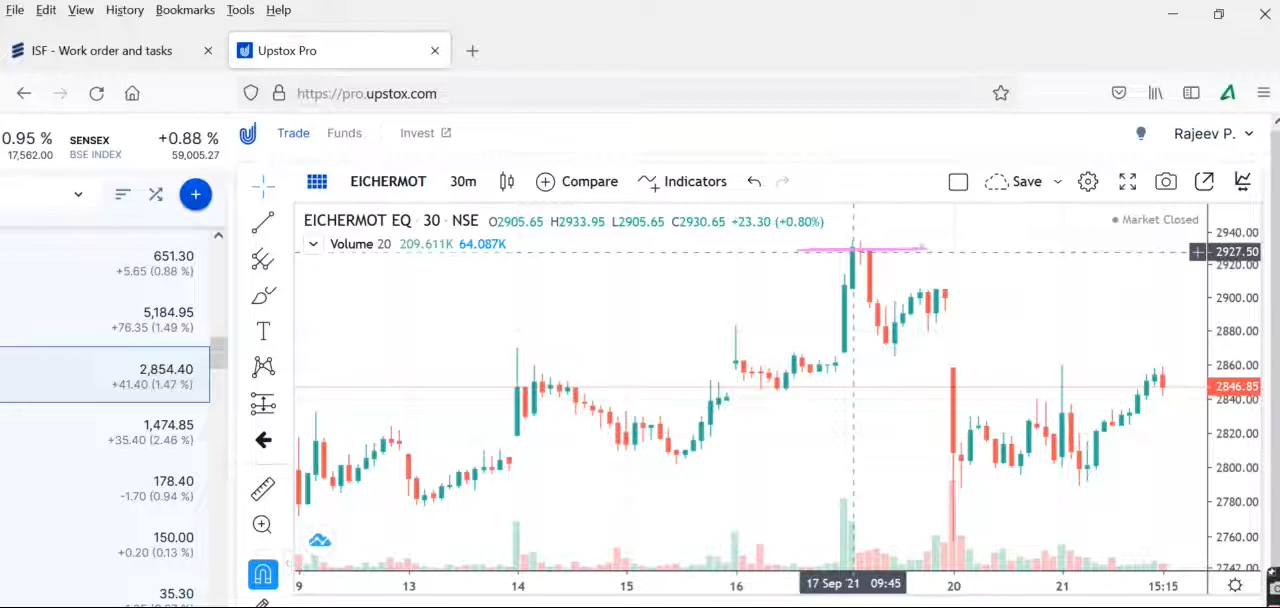 File Edit View History Bookmarks Tools Help
ISF - Work order and tasks
Upstox Pro
https://pro.upstox.com
0.95 %
17,562.00
SENSEX +0.88 %
BSE INDEX 59,005.27
Trade Funds Invest
Rajeev P.
EICHERMOT 30m Compare Indicators Save
EICHERMOT EQ · 30 · NSE O2905.65 H2933.95 L2905.65 C2930.65 +23.30 (+0.80%)
Market Closed
Volume 20 209.611K 64.087K
651.30
+5.65 (0.88 %)
5,184.95
+76.35 (1.49 %)
2,854.40
+41.40 (1.47 %)
1,474.85
+35.40 (2.46 %)
178.40
-1.70 (0.94 %)
150.00
+0.20 (0.13 %)
35.30
2940.00
2927.50
2920.00
2900.00
2880.00
2860.00
2846.85
2840.00
2820.00
2800.00
2780.00
2760.00
2747.00
9 13 14 15 16 17 Sep '21 09:45 20 21 15:15